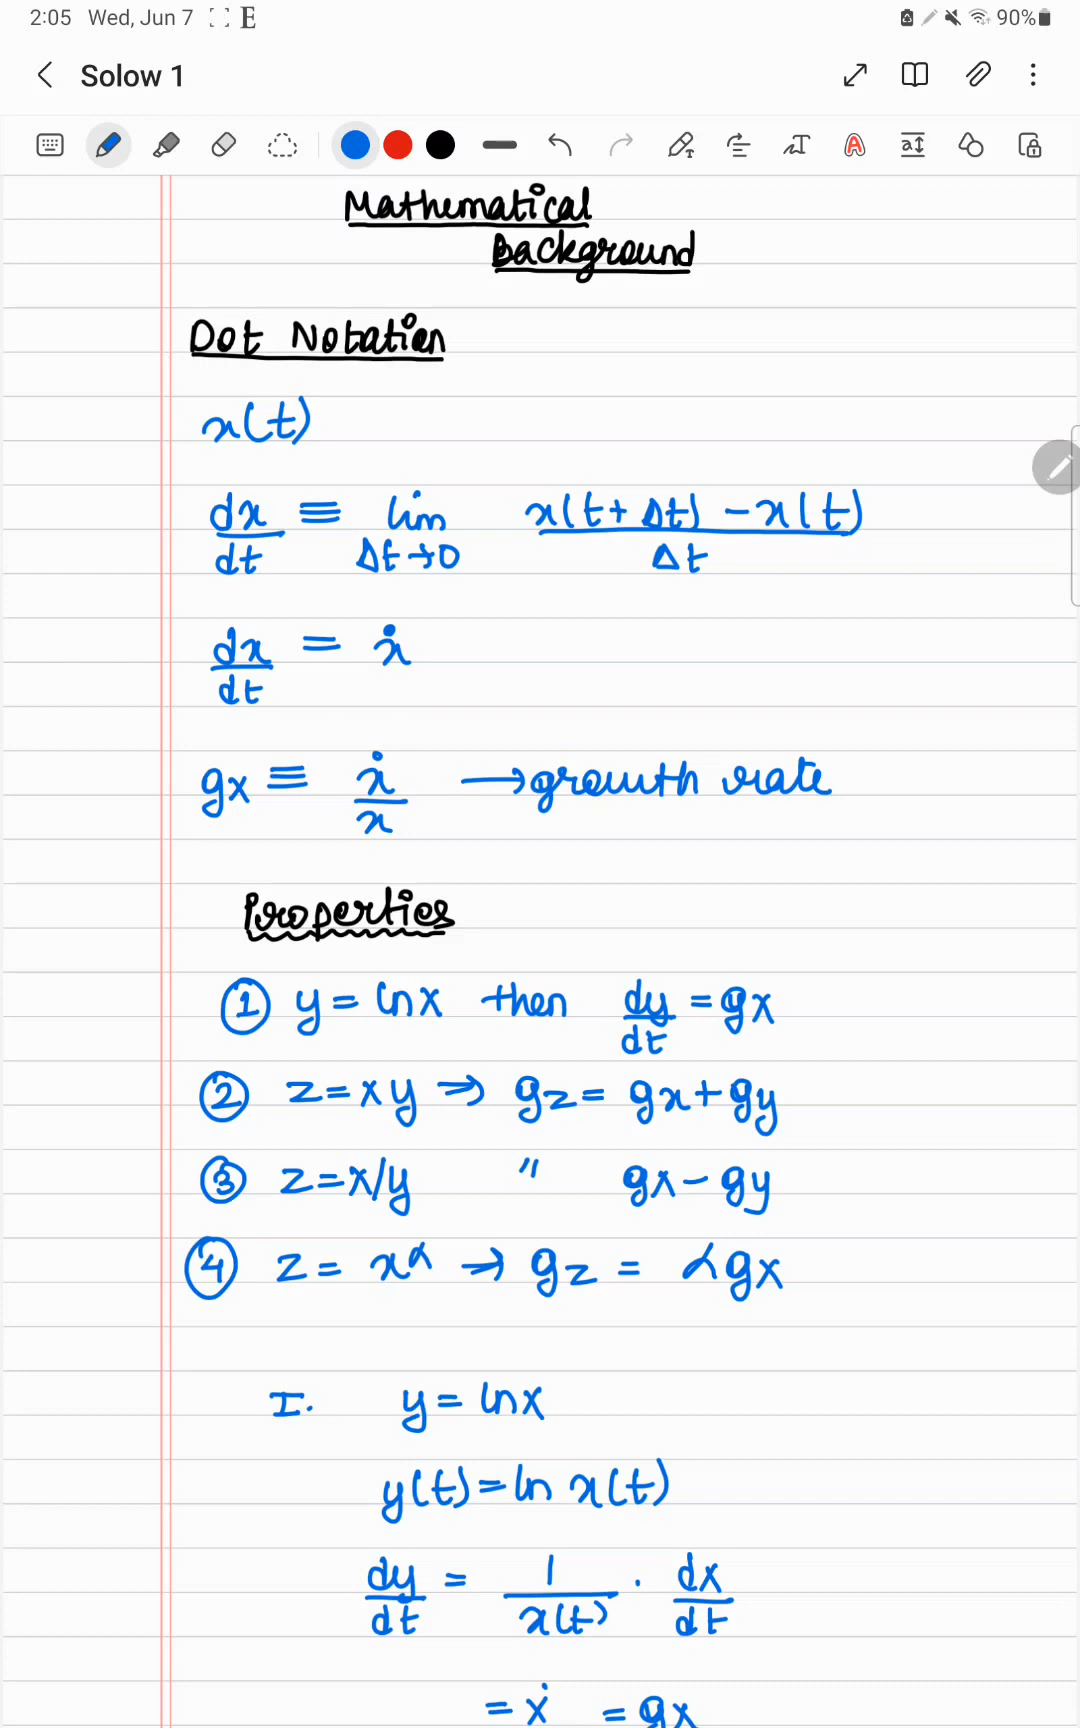 2:05 Wed, Jun 7 E 90%
Solow 1
Mathematical
Background
Dot Notation
x(t)
dx/dt ≡ lim Δt→0 x(t+Δt) - x(t) / Δt
dx/dt = ẋ
gx ≡ ẋ/x → growth rate
Properties
① y = lnx then dy/dt = gx
② z = xy ⇒ gz = gx + gy
③ z = x/y " gx - gy
④ z = x^α → gz = αgx
I. y = lnx
y(t) = ln x(t)
dy/dt = 1/x(t) · dx/dt
= ẋ = gx